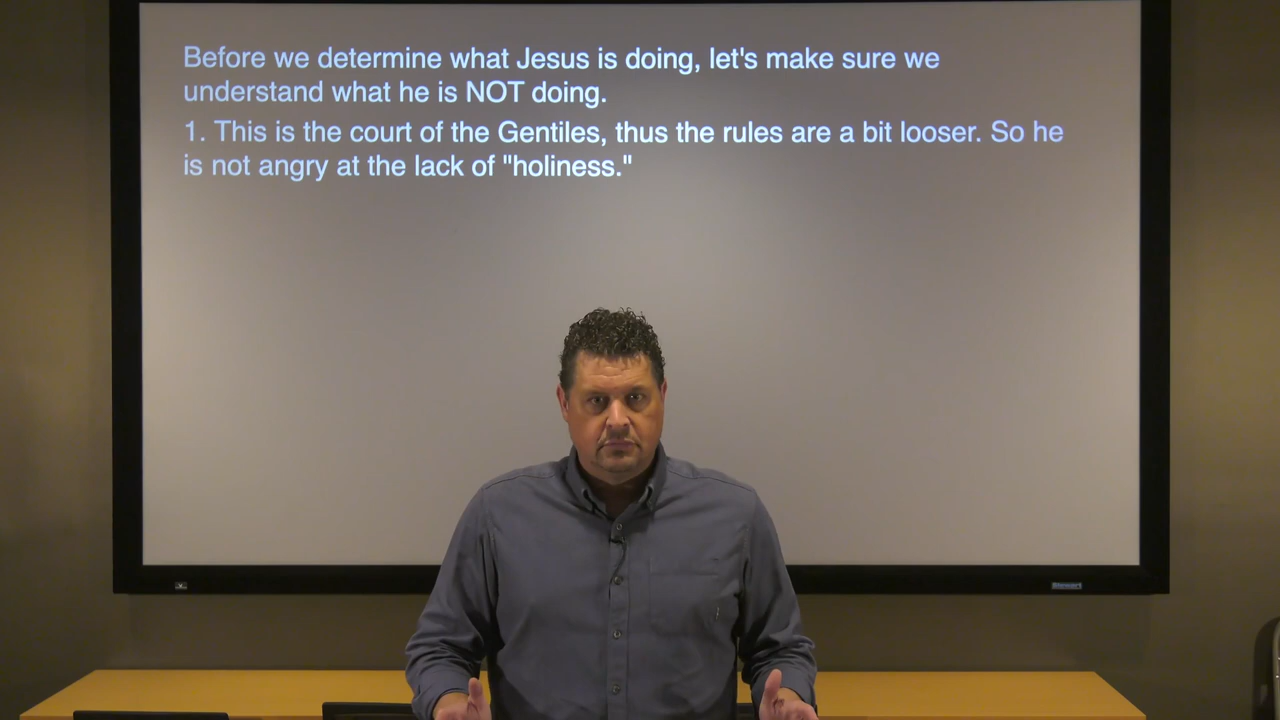 Before we determine what Jesus is doing, let's make sure we
understand what he is NOT doing.
1. This is the court of the Gentiles, thus the rules are a bit looser. So he
is not angry at the lack of "holiness."
Stewart